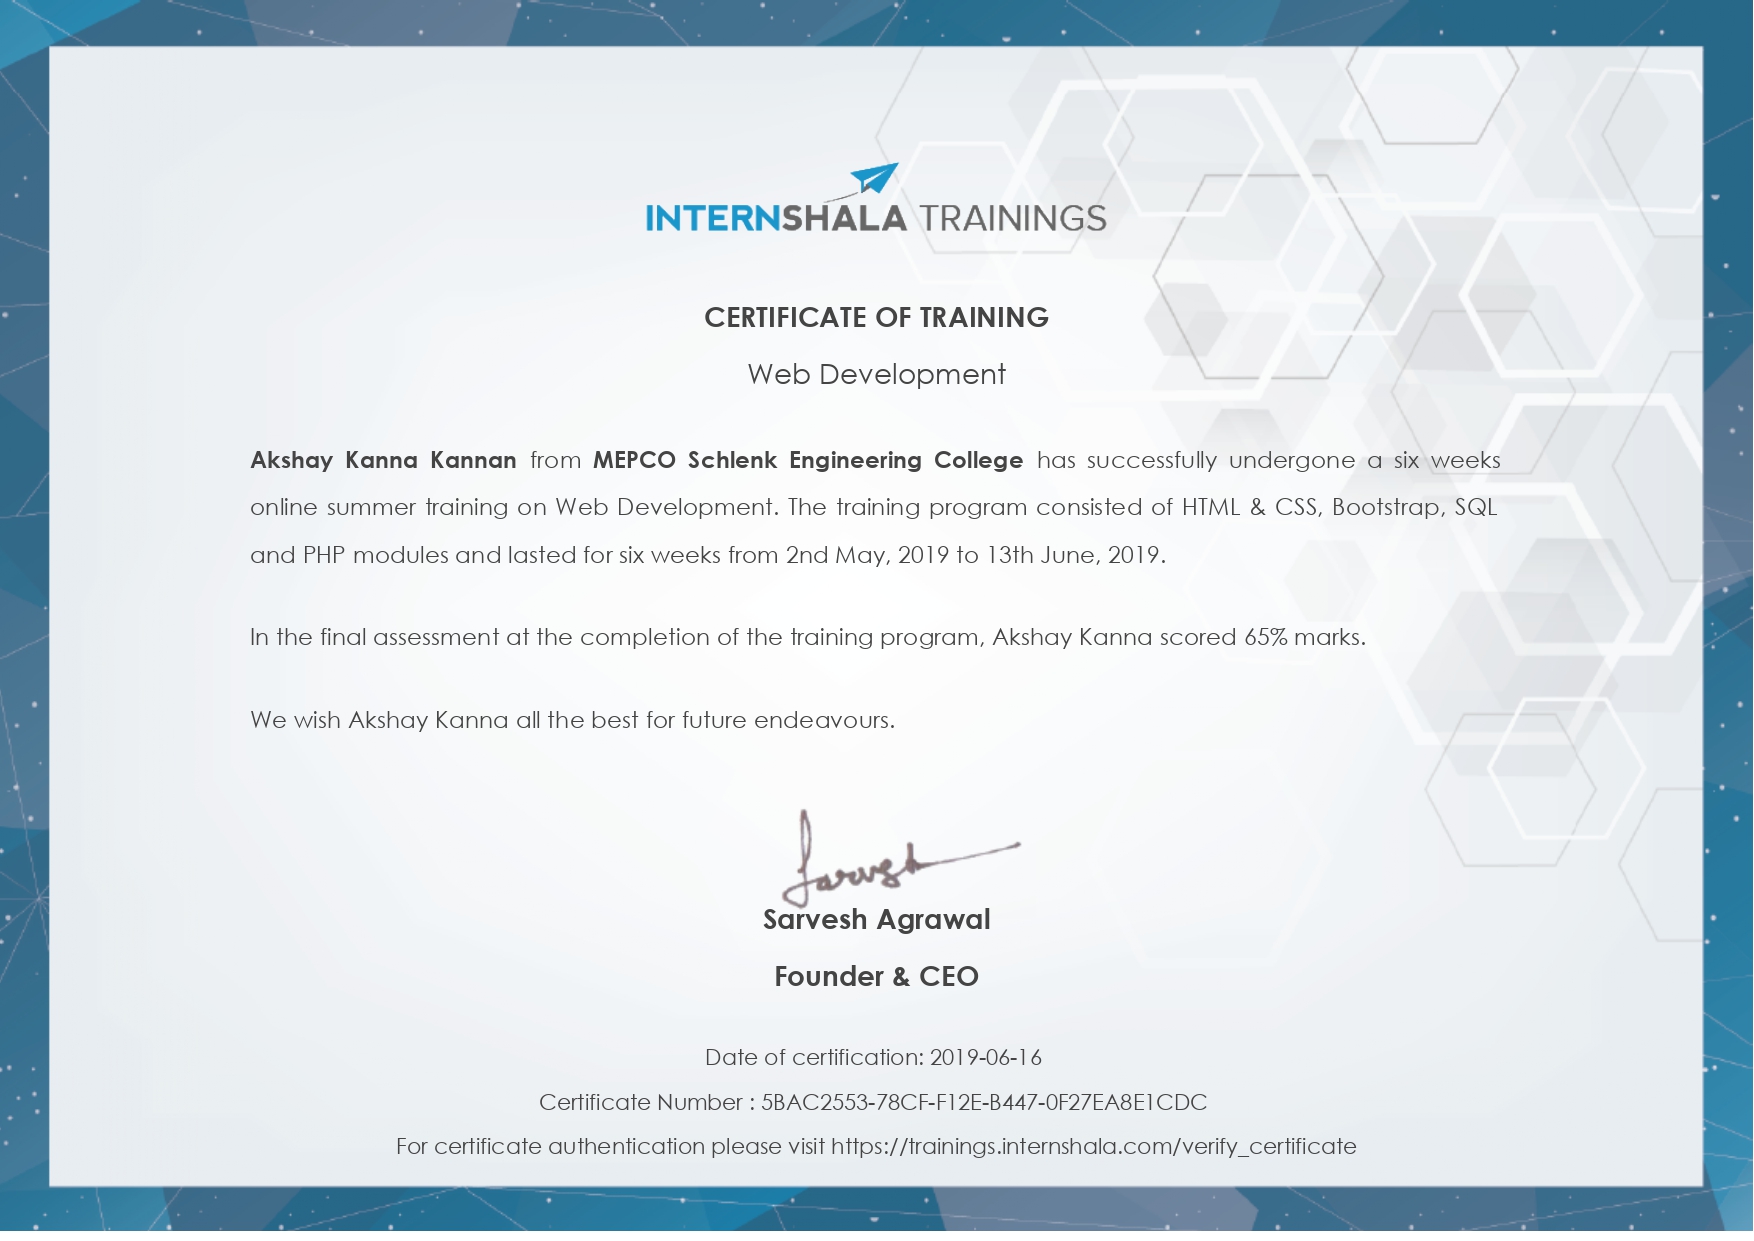 INTERNSHALA TRAININGS
CERTIFICATE OF TRAINING
Web Development
Akshay Kanna Kannan from MEPCO Schlenk Engineering College has successfully undergone a six weeks
online summer training on Web Development. The training program consisted of HTML & CSS, Bootstrap, SQL
and PHP modules and lasted for six weeks from 2nd May, 2019 to 13th June, 2019.
In the final assessment at the completion of the training program, Akshay Kanna scored 65% marks.
We wish Akshay Kanna all the best for future endeavours.
Sarvesh
Sarvesh Agrawal
Founder & CEO
Date of certification: 2019-06-16
Certificate Number : 5BAC2553-78CF-F12E-B447-0F27EA8E1CDC
For certificate authentication please visit https://trainings.internshala.com/verify_certificate